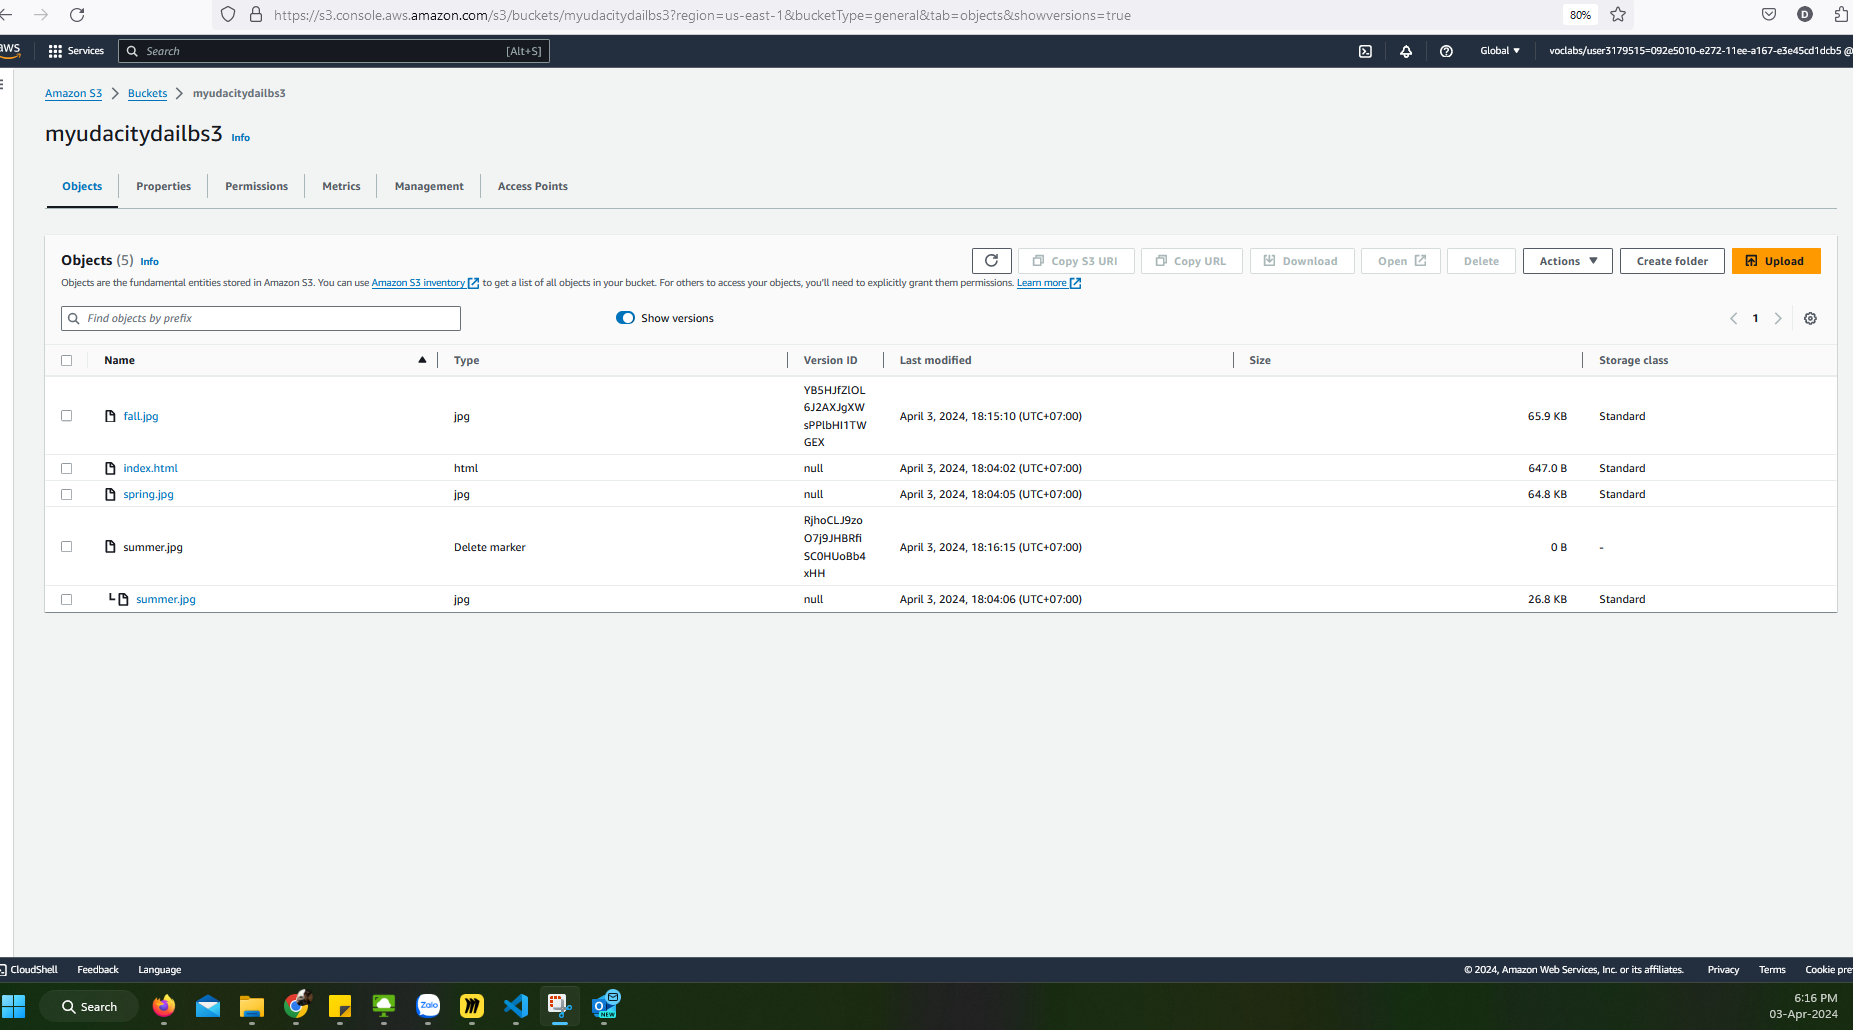 https://s3.console.aws.amazon.com/s3/buckets/myudacitydailbs3?region=us-east-1&bucketType=general&tab=objects&showversions=true 80% D
aws Services Search [Alt+S] Global voclabs/user3179515=092e5010-e272-11ee-a167-e3e45cd1dcb5 @
Amazon S3 > Buckets > myudacitydailbs3
myudacitydailbs3 Info
Objects Properties Permissions Metrics Management Access Points
Objects (5) Info Copy S3 URI Copy URL Download Open Delete Actions Create folder Upload
Objects are the fundamental entities stored in Amazon S3. You can use Amazon S3 inventory to get a list of all objects in your bucket. For others to access your objects, you'll need to explicitly grant them permissions. Learn more
Find objects by prefix Show versions 1
Name Type Version ID Last modified Size Storage class
YB5HJfZlOL
fall.jpg jpg 6J2AXJgXW April 3, 2024, 18:15:10 (UTC+07:00) 65.9 KB Standard
sPPlbHI1TW
GEX
index.html html null April 3, 2024, 18:04:02 (UTC+07:00) 647.0 B Standard
spring.jpg jpg null April 3, 2024, 18:04:05 (UTC+07:00) 64.8 KB Standard
RjhoCLJ9zo
summer.jpg Delete marker O7j9JHBRfi April 3, 2024, 18:16:15 (UTC+07:00) 0 B -
SC0HUoBb4
xHH
summer.jpg jpg null April 3, 2024, 18:04:06 (UTC+07:00) 26.8 KB Standard
CloudShell Feedback Language © 2024, Amazon Web Services, Inc. or its affiliates. Privacy Terms Cookie pre
Search Zalo NEW 6:16 PM
03-Apr-2024